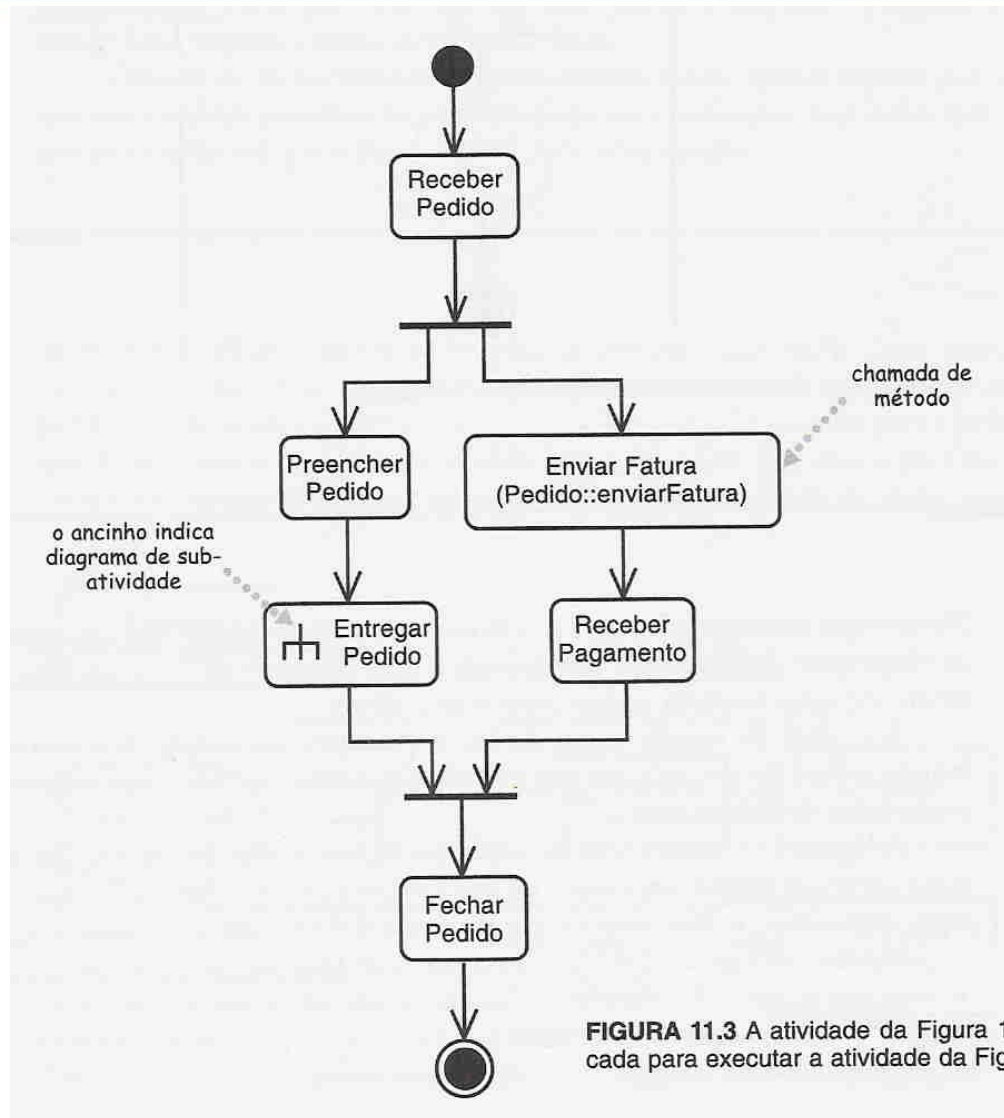 Receber
Pedido
chamada de
método
Preencher
Pedido
Enviar Fatura
(Pedido::enviarFatura)
o ancinho indica
diagrama de sub-
atividade
Entregar
Pedido
Receber
Pagamento
Fechar
Pedido
FIGURA 11.3 A atividade da Figura 1
cada para executar a atividade da Fig